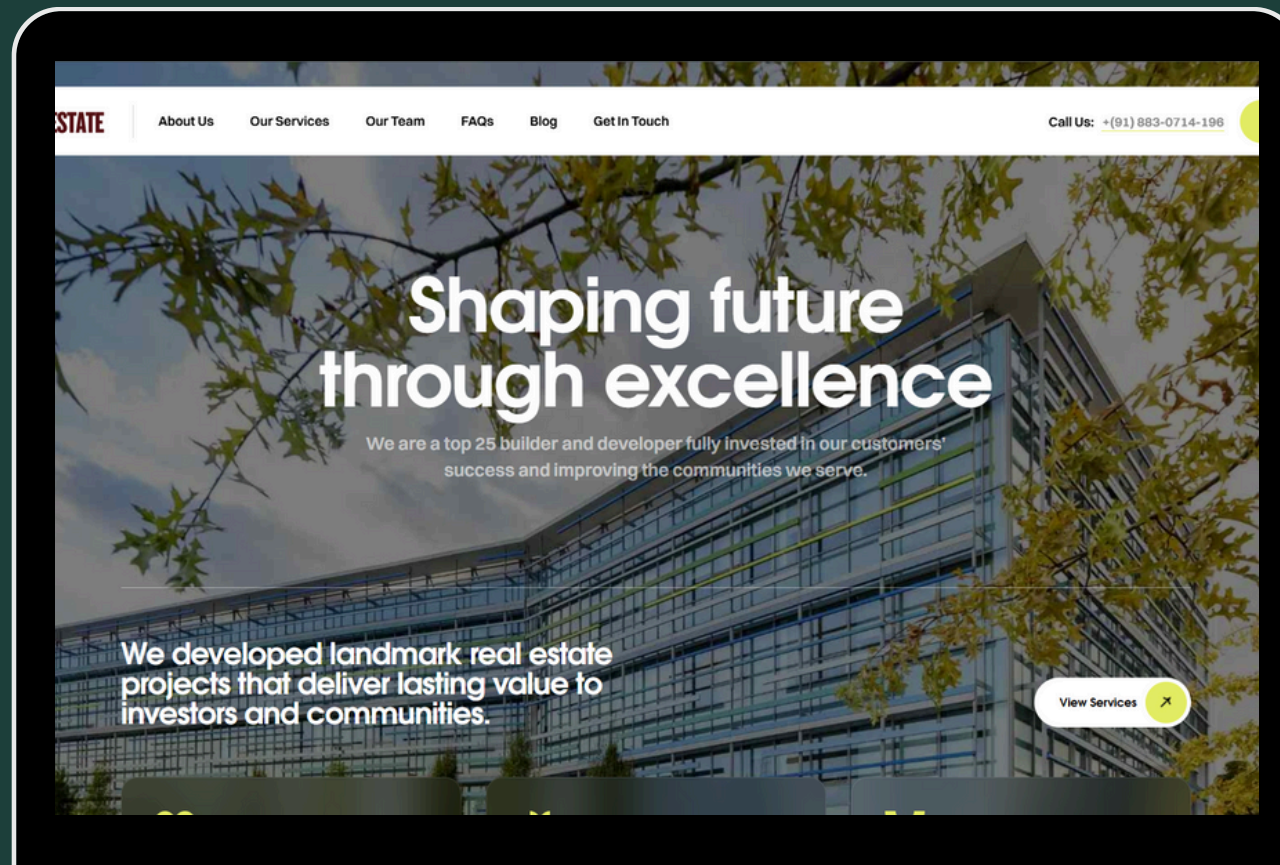 ESTATE
About Us
Our Services
Our Team
FAQs
Blog
Get In Touch
Call Us: +(91) 883-0714-196
Shaping future
through excellence
We are a top 25 builder and developer fully invested in our customers'
success and improving the communities we serve.
We developed landmark real estate
projects that deliver lasting value to
investors and communities.
View Services